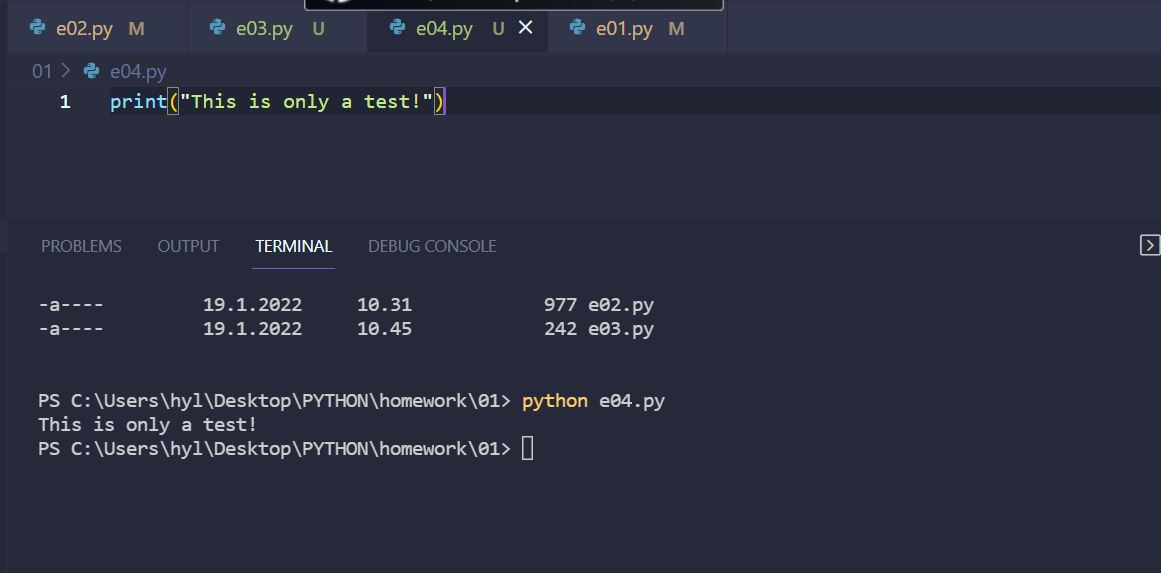 e02.py M e03.py U e04.py U e01.py M
01 > e04.py
1 print("This is only a test!")
PROBLEMS OUTPUT TERMINAL DEBUG CONSOLE
-a---- 19.1.2022 10.31 977 e02.py
-a---- 19.1.2022 10.45 242 e03.py
PS C:\Users\hyl\Desktop\PYTHON\homework\01> python e04.py
This is only a test!
PS C:\Users\hyl\Desktop\PYTHON\homework\01>